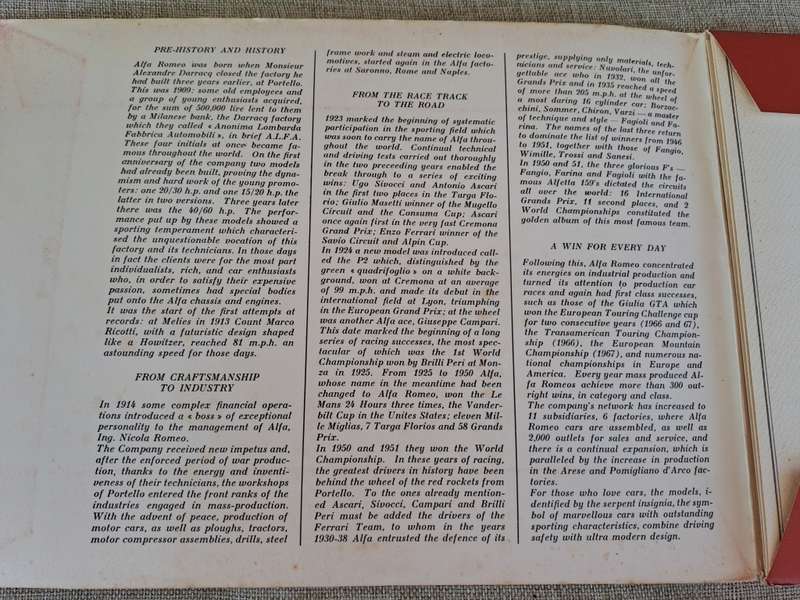 PRE-HISTORY AND HISTORY
Alfa Romeo was born when Monsieur
Alexandre Darracq closed the factory he
had built three years earlier, at Portello.
This was 1909: some old employees and
a group of young enthusiasts acquired,
for the sum of 500,000 lire lent to them
by a Milanese bank, the Darracq factory
which they called « Anonima Lombarda
Fabbrica Automobili », in brief A.L.F.A.
These four initials at once became fa-
mous throughout the world. On the first
anniversary of the company two models
had already been built, proving the dyna-
mism and hard work of the young promo-
ters: one 20/30 h.p. and one 15/20 h.p. the
latter in two versions. Three years later
there was the 40/60 h.p. The perfor-
mance put up by these models showed a
sporting temperament which characteri-
sed the unquestionable vocation of this
factory and its technicians. In those days
in fact the clients were for the most part
individualists, rich, and car enthusiasts
who, in order to satisfy their expensive
passion, sometimes had special bodies
put onto the Alfa chassis and engines.
It was the start of the first attempts at
records: at Melies in 1913 Count Marco
Ricotti, with a futuristic design shaped
like a Howitzer, reached 81 m.p.h. an
astounding speed for those days.
FROM CRAFTSMANSHIP
TO INDUSTRY
In 1914 some complex financial opera-
tions introduced a « boss » of exceptional
personality to the management of Alfa,
Ing. Nicola Romeo.
The Company received new impetus and,
after the enforced period of war produc-
tion, thanks to the energy and inventi-
veness of their technicians, the workshops
of Portello entered the front ranks of the
industries engaged in mass-production.
With the advent of peace, production of
motor cars, as well as ploughs, tractors,
motor compressor assemblies, drills, steel
frame work and steam and electric loco-
motives, started again in the Alfa facto-
ries at Saronno, Rome and Naples.
FROM THE RACE TRACK
TO THE ROAD
1923 marked the beginning of systematic
participation in the sporting field which
was soon to carry the name of Alfa throu-
ghout the world. Continual technical
and driving tests carried out thoroughly
in the two preceeding years enabled the
break through to a series of exciting
wins: Ugo Sivocci and Antonio Ascari
in the first two places in the Targa Flo-
rio; Giulio Masetti winner of the Mugello
Circuit and the Consuma Cup; Ascari
once again first in the very fast Cremona
Grand Prix; Enzo Ferrari winner of the
Savio Circuit and Alpin Cup.
In 1924 a new model was introduced call-
ed the P2 which, distinguished by the
green « quadrifoglio » on a white back-
ground, won at Cremona at an average
of 99 m.p.h. and made its debut in the
international field at Lyon, triumphing
in the European Grand Prix; at the wheel
was another Alfa ace, Giuseppe Campari.
This date marked the beginning of a long
series of racing successes, the most spec-
tacular of which was the 1st World
Championship won by Brilli Peri at Mon-
za in 1925. From 1925 to 1950 Alfa,
whose name in the meantime had been
changed to Alfa Romeo, won the Le
Mans 24 Hours three times, the Vander-
bilt Cup in the Unites States; eleven Mil-
le Miglias, 7 Targa Florios and 58 Grands
Prix.
In 1950 and 1951 they won the World
Championship. In these years of racing,
the greatest drivers in history have been
behind the wheel of the red rockets from
Portello. To the ones already mention-
ed Ascari, Sivocci, Campari and Brilli
Peri must be added the drivers of the
Ferrari Team, to whom in the years
1930-38 Alfa entrusted the defence of its
prestige, supplying only materials, tech-
nicians and service: Nuvolari, the unfor-
gettable ace who in 1932, won all the
Grands Prix and in 1935 reached a speed
of more than 205 m.p.h. at the wheel of
a most daring 16 cylinder car; Borzac-
chini, Sommer, Chiron, Varzi — a master
of technique and style — Fagioli and Fa-
rina. The names of the last three return
to dominate the list of winners from 1946
to 1951, together with those of Fangio,
Wimille, Trossi and Sanesi.
In 1950 and 51, the three glorious F's —
Fangio, Farina and Fagioli with the fa-
mous Alfetta 159's dictated the circuits
all over the world: 16 International
Grands Prix, 11 second places, and 2
World Championships constituted the
golden album of this most famous team.
A WIN FOR EVERY DAY
Following this, Alfa Romeo concentrated
its energies on industrial production and
turned its attention to production car
races and again had first class successes,
such as those of the Giulia GTA which
won the European Touring Challenge cup
for two consecutive years (1966 and 67),
the Transamerican Touring Champion-
ship (1966), the European Mountain
Championship (1967), and numerous na-
tional championships in Europe and
America. Every year mass produced Al-
fa Romeos achieve more than 300 out-
right wins, in category and class.
The company's network has increased to
11 subsidiaries, 6 factories, where Alfa
Romeo cars are assembled, as well as
2,000 outlets for sales and service, and
there is a continual expansion, which is
paralleled by the increase in production
in the Arese and Pomigliano d'Arco fac-
tories.
For those who love cars, the models, i-
dentified by the serpent insignia, the sym-
bol of marvellous cars with outstanding
sporting characteristics, combine driving
safety with ultra modern design.